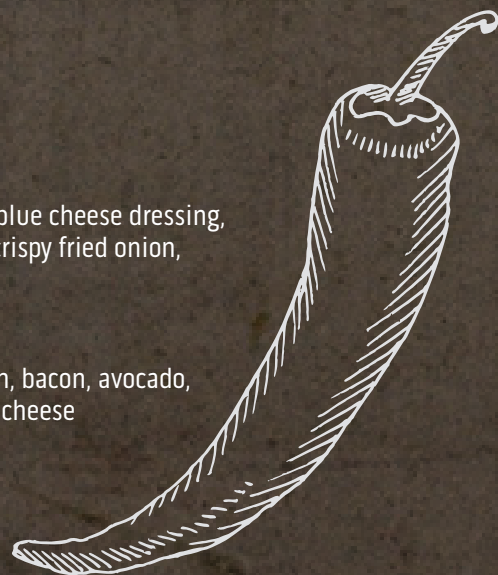 blue cheese dressing,
crispy fried onion,
bacon, avocado,
cheese